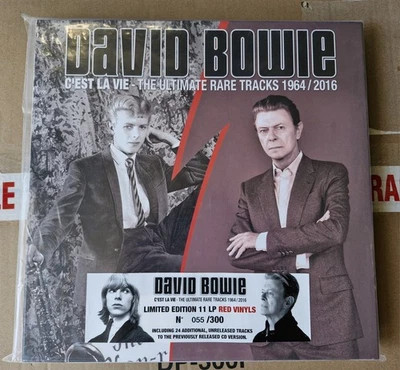 DAVID BOWIE
C'EST LA VIE - THE ULTIMATE RARE TRACKS 1964/2016
DAVID BOWIE
C'EST LA VIE - THE ULTIMATE RARE TRACKS 1964/2016
LIMITED EDITION 11 LP RED VINYLS
N° 055 /300
INCLUDING 24 ADDITIONAL, UNRELEASED TRACKS
TO THE PREVIOUSLY RELEASED CD VERSION.